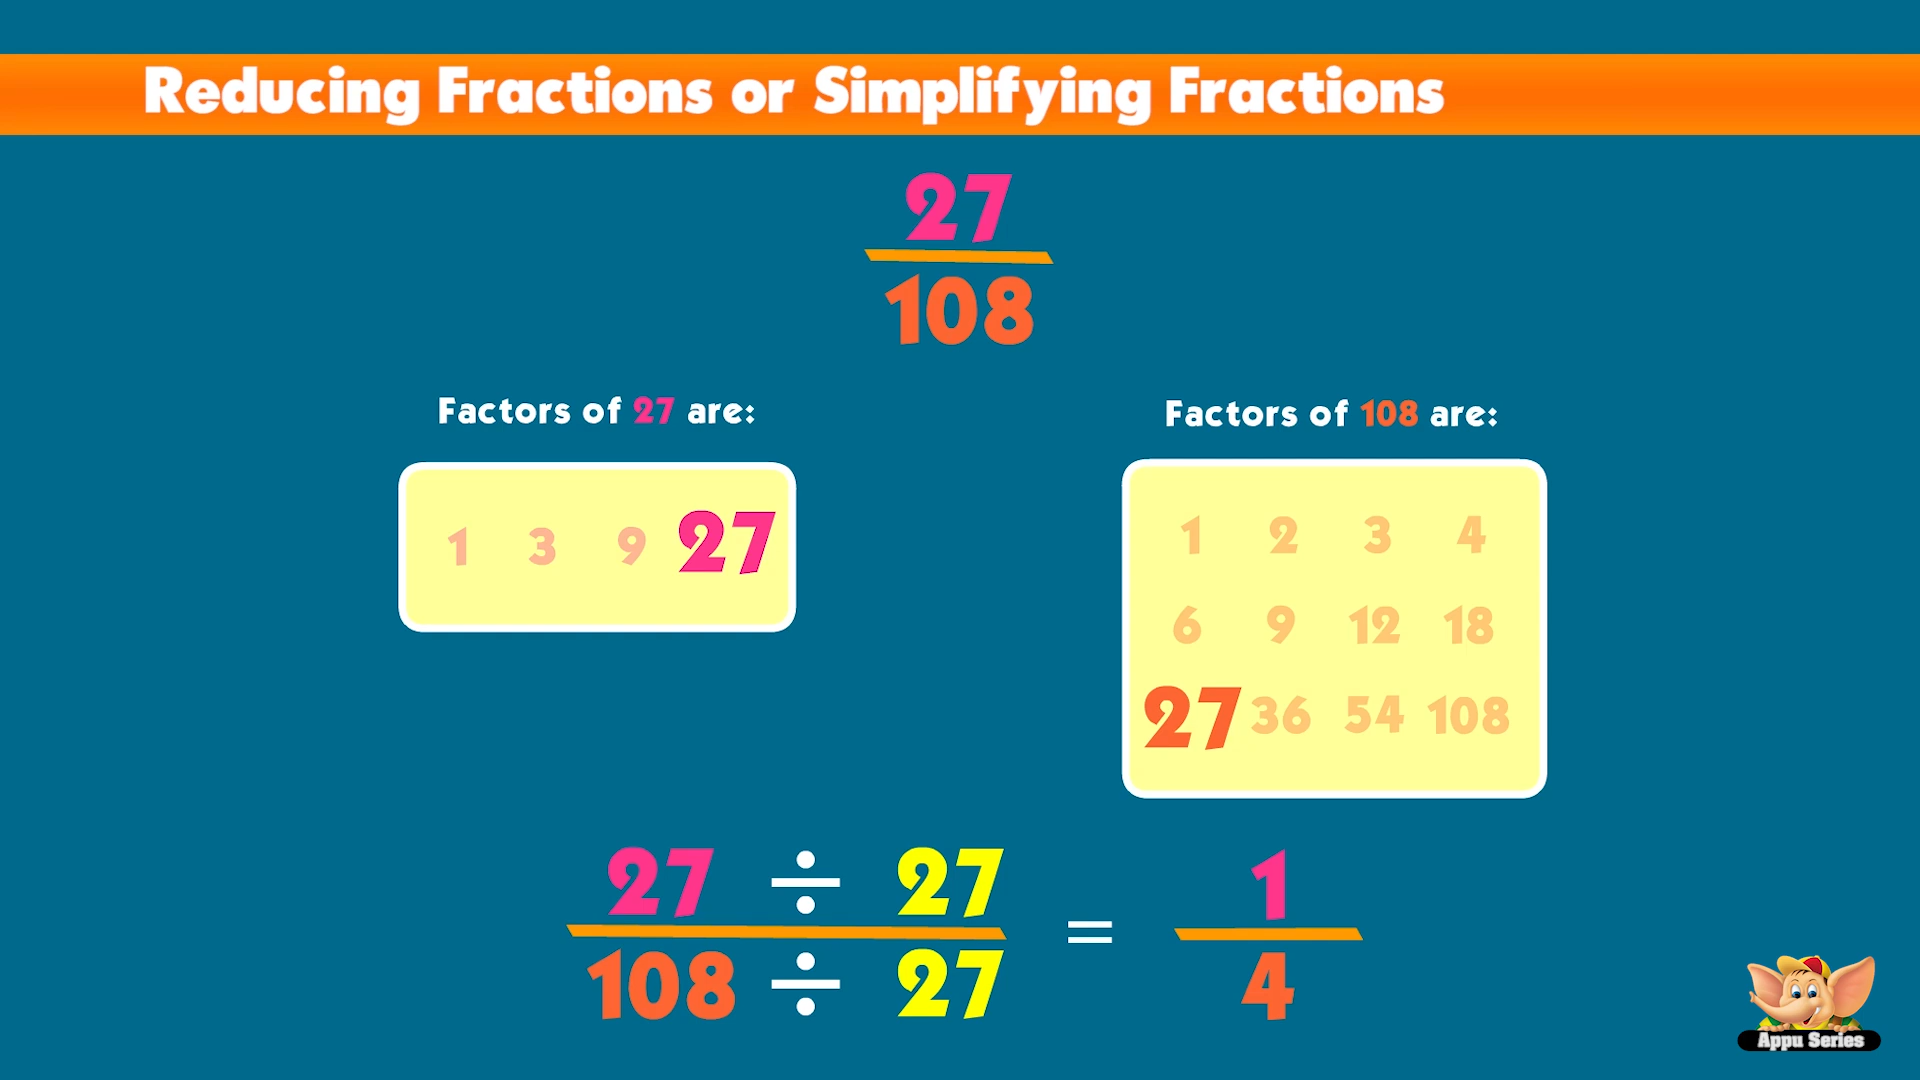 Reducing Fractions or Simplifying Fractions
27
108
Factors of 27 are:
1 3 9 27
Factors of 108 are:
1 2 3 4
6 9 12 18
27 36 54 108
27 ÷ 27 = 1
108 ÷ 27 4
Appu Series